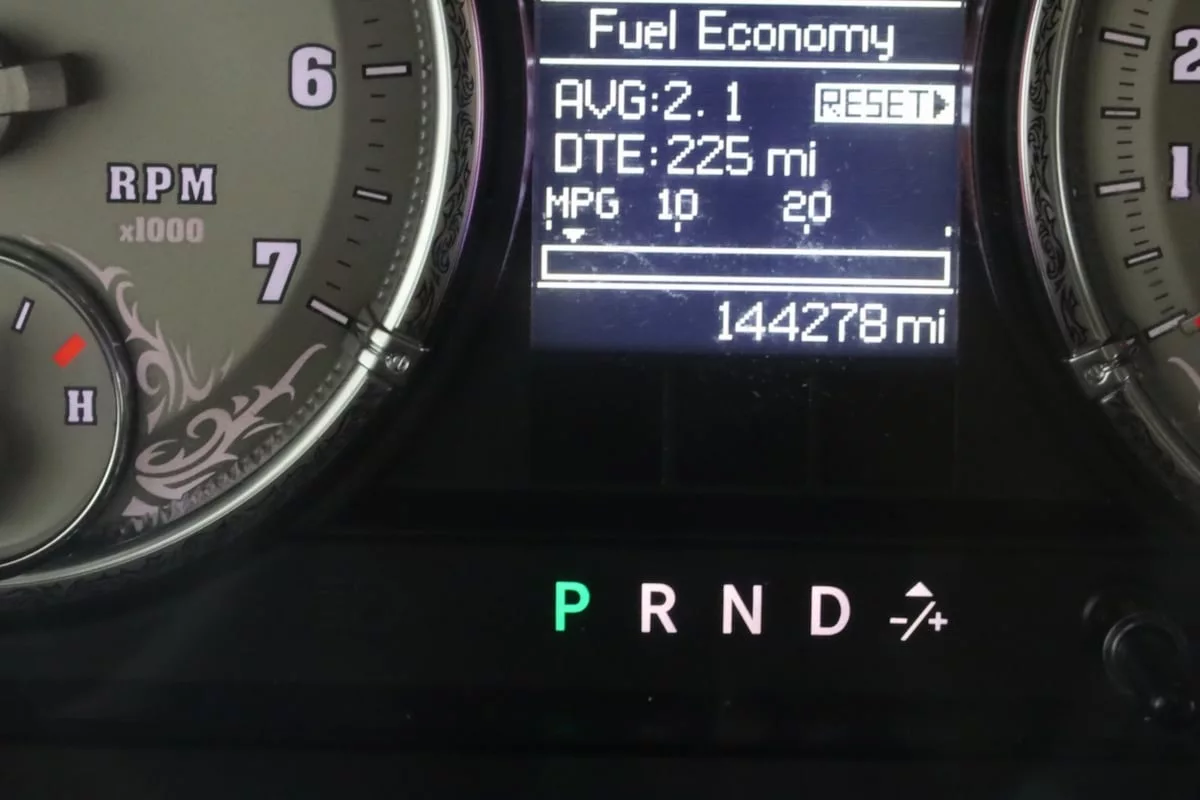 Fuel Economy
AVG:2.1 RESET
DTE:225 mi
MPG 10 20
144278 mi
6
RPM
x1000
7
H
P R N D -/+